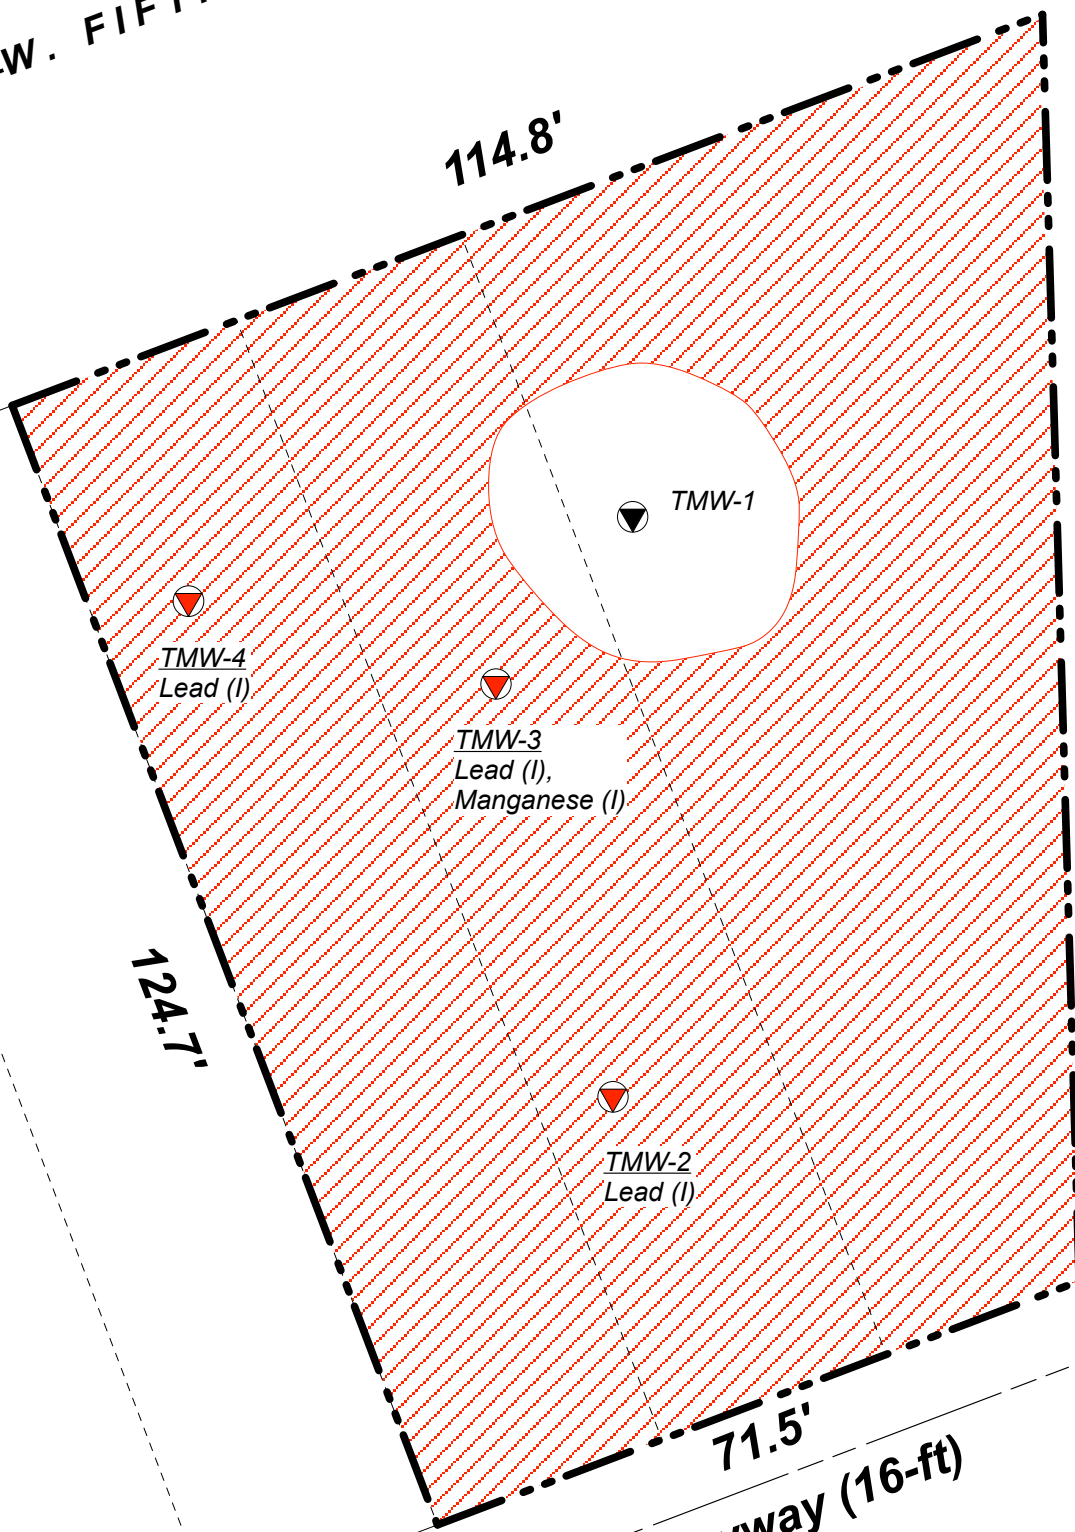 W. FIFT
114.8'
TMW-1
TMW-4
Lead (I)
TMW-3
Lead (I),
Manganese (I)
124.7'
TMW-2
Lead (I)
71.5'
way (16-ft)